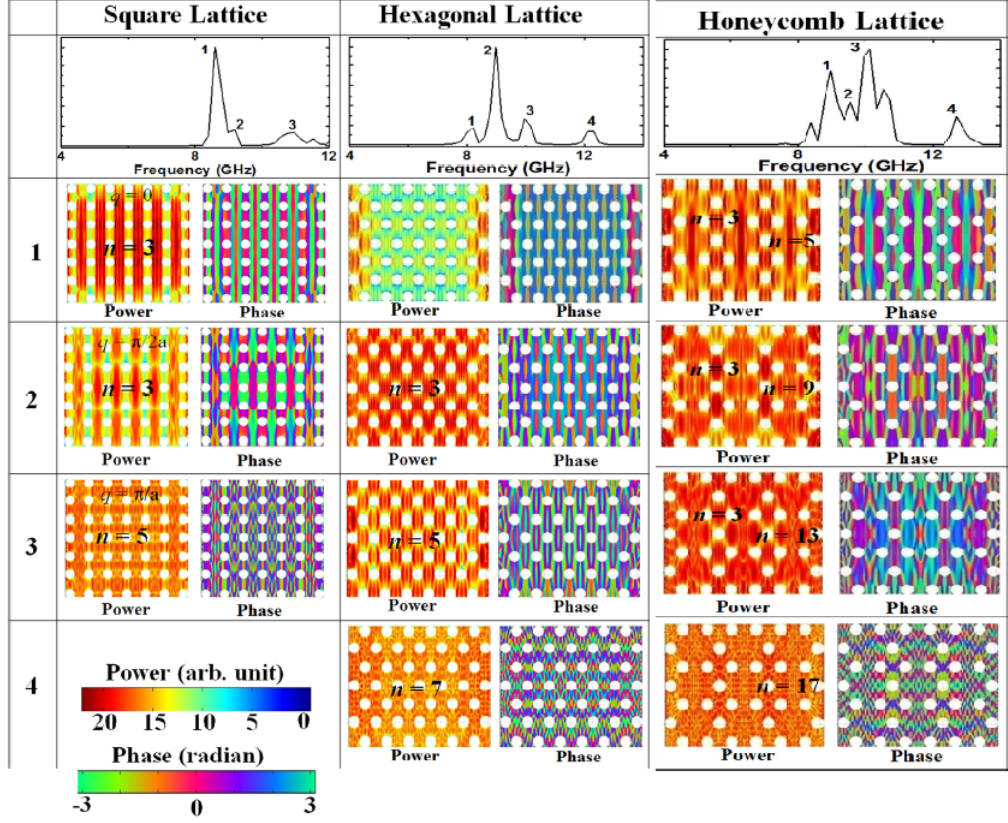 Square Lattice
Hexagonal Lattice
Honeycomb Lattice
1
2
3
4
8
12
Frequency (GHz)
1
2
3
4
4
8
12
Frequency (GHz)
1
2
3
4
4
8
12
Frequency (GHz)
1
q = 0
n = 3
Power
Phase
Power
Phase
n = 3
n = 5
Power
Phase
2
q = π/2a
n = 3
Power
Phase
n = 3
Power
Phase
n = 3
n = 9
Power
Phase
3
q = π/a
n = 5
Power
Phase
n = 5
Power
Phase
n = 3
n = 13
Power
Phase
4
Power (arb. unit)
20
15
10
5
0
Phase (radian)
-3
0
3
n = 7
Power
Phase
n = 17
Power
Phase